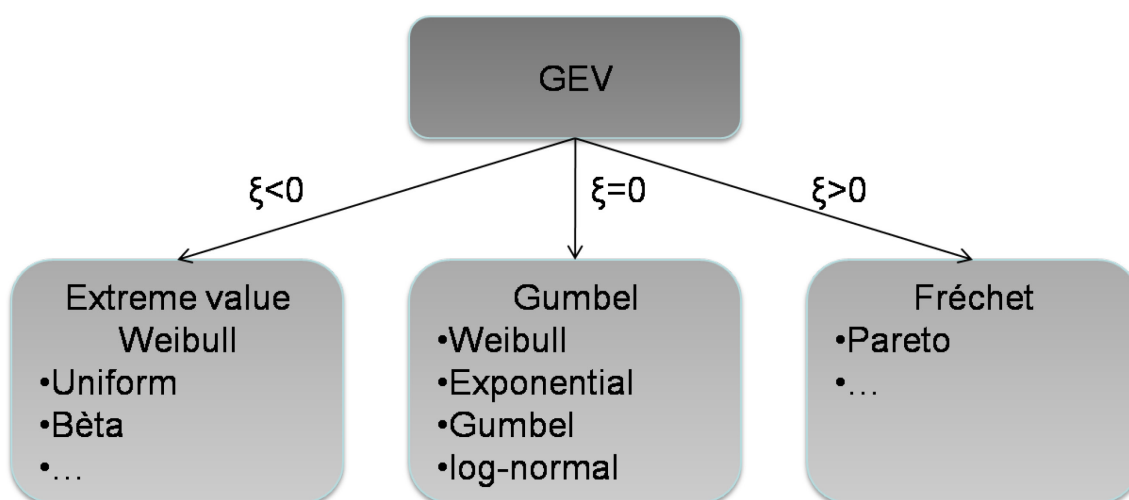 GEV
ξ<0
ξ=0
ξ>0
Extreme value
Weibull
•Uniform
•Bèta
•…
Gumbel
•Weibull
•Exponential
•Gumbel
•log-normal
Fréchet
•Pareto
•…